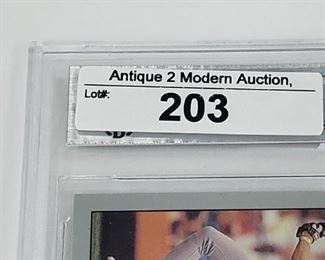 Antique 2 Modern Auction,
Lot#:
203